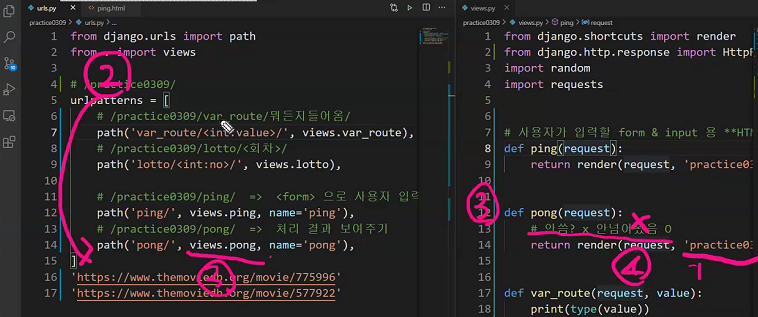 urls.py
ping.html
practice0309 > urls.py > ...
1 from django.urls import path
2 from . import views
3
4 # /practice0309/
5 urlpatterns = [
6 # /practice0309/var_route/뭐든지들어옴/
7 path('var_route/<int:value>/', views.var_route),
8 # /practice0309/lotto/<회차>/
9 path('lotto/<int:no>/', views.lotto),
10
11 # /practice0309/ping/ => <form> 으로 사용자 입력
12 path('ping/', views.ping, name='ping'),
13 # /practice0309/pong/ => 처리 결과 보여주기
14 path('pong/', views.pong, name='pong'),
15 ]
16 'https://www.themoviedb.org/movie/775996'
17 'https://www.themoviedb.org/movie/577922'
2
3
views.py
practice0309 > views.py > ping > request
1 from django.shortcuts import render
2 from django.http.response import HttpR
3 import random
4 import requests
5
6
7 # 사용자가 입력할 form & input 용 **HTM
8 def ping(request):
9 return render(request, 'practice03
10
11
12 def pong(request):
13 # 안씀? x 안넘어왔음 O
14 return render(request, 'practice03
15
16
17 def var_route(request, value):
18 print(type(value))
3
4